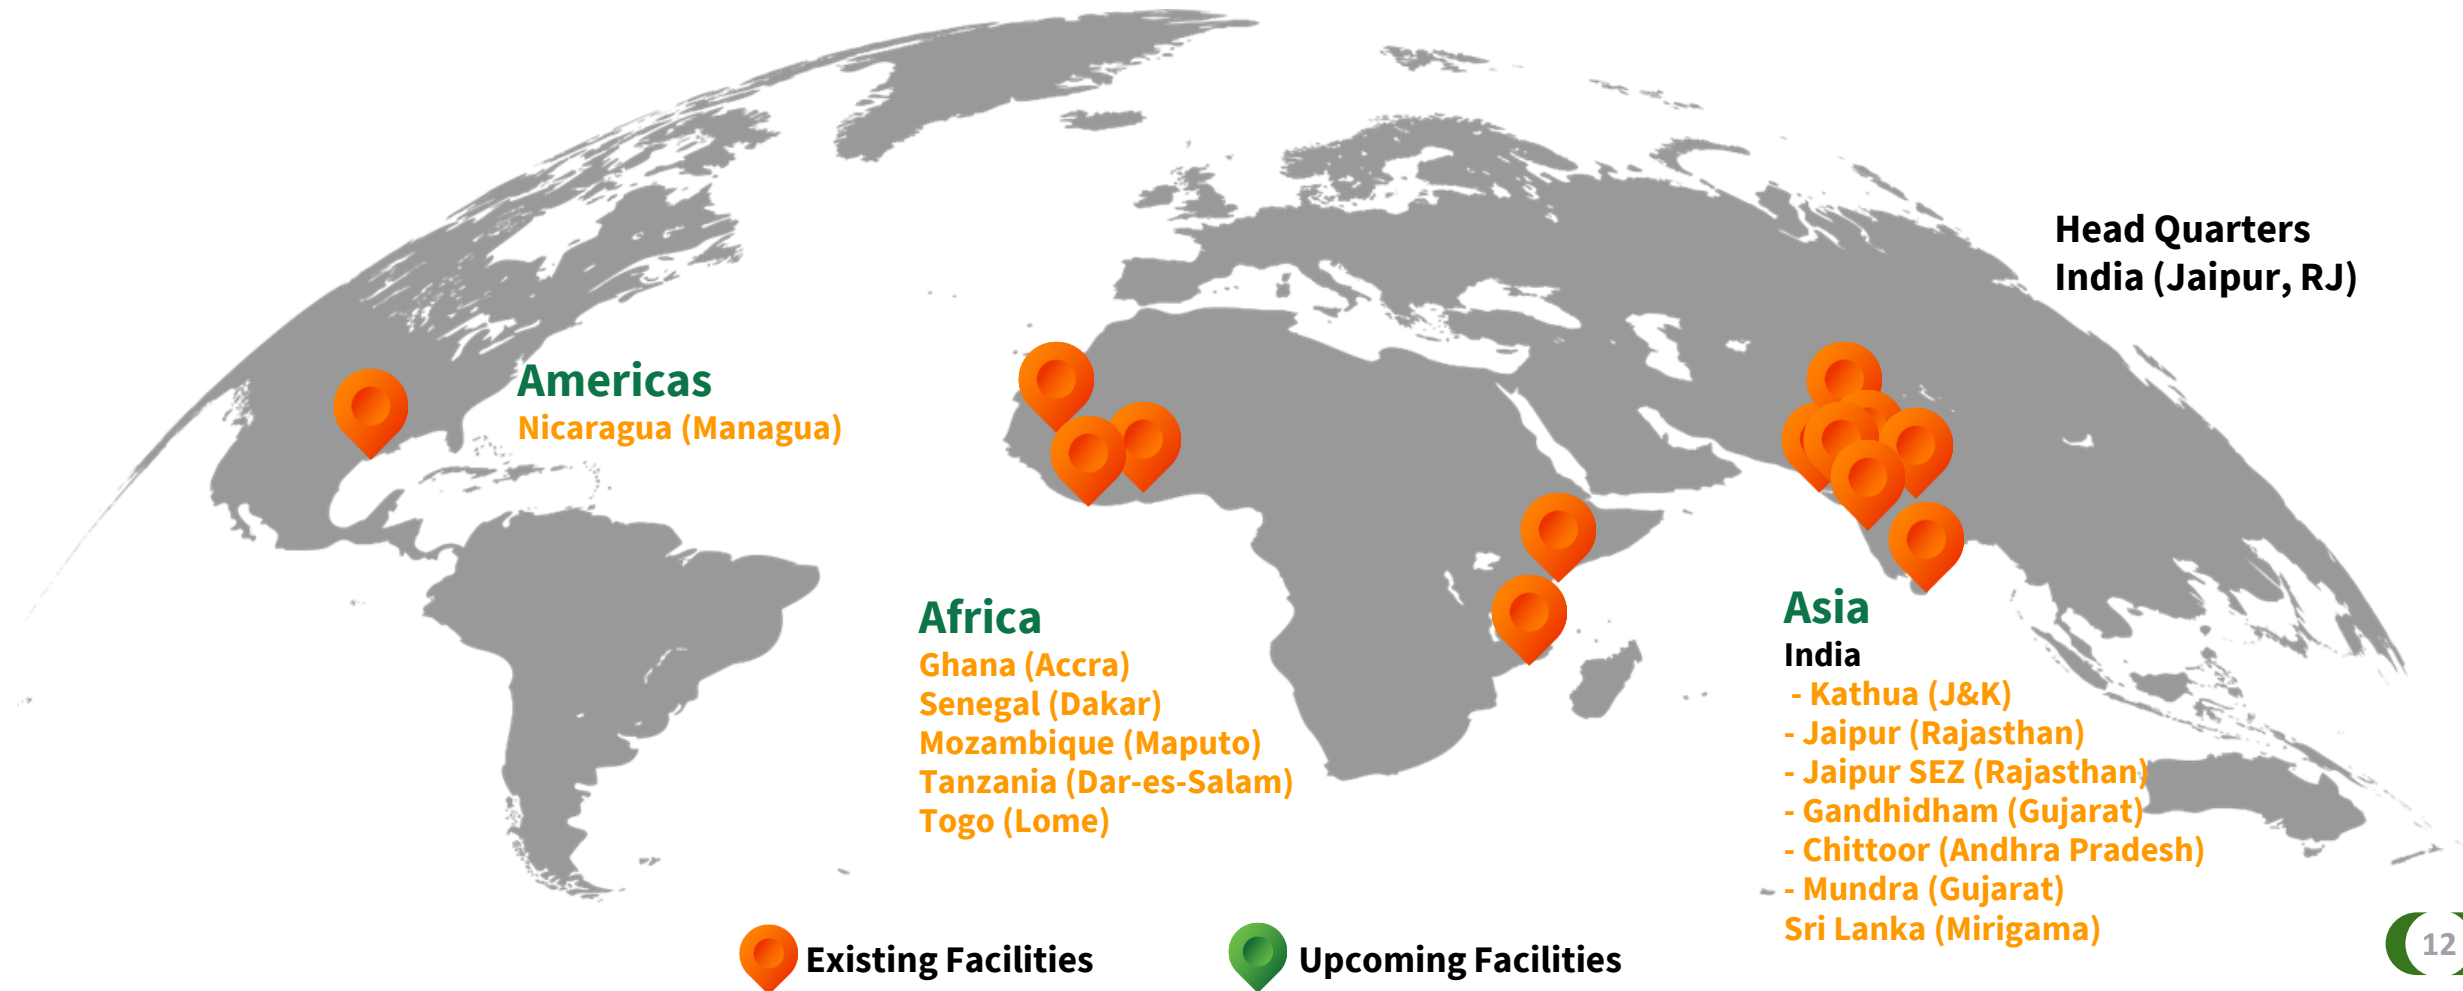 Head Quarters
India (Jaipur, RJ)
Americas
Nicaragua (Managua)
Africa
Ghana (Accra)
Senegal (Dakar)
Mozambique (Maputo)
Tanzania (Dar-es-Salam)
Togo (Lome)
Asia
India
- Kathua (J&K)
- Jaipur (Rajasthan)
- Jaipur SEZ (Rajasthan)
- Gandhidham (Gujarat)
- Chittoor (Andhra Pradesh)
- Mundra (Gujarat)
Sri Lanka (Mirigama)
Existing Facilities
Upcoming Facilities
12